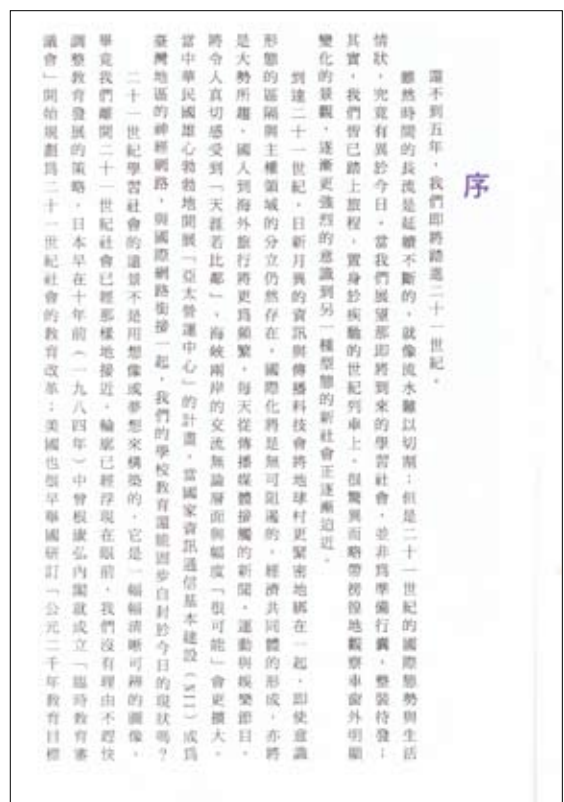 序
還不到五年，我們即將踏進二十一世紀。
雖然時間的長流是延續不斷的，就像流水難以切割；但是二十一世紀的國際態勢與生活
情狀，究竟有異於今日。當我們展望那即將到來的學習社會，並非爲準備行囊，整裝待發；
其實，我們皆已踏上旅程，置身於疾馳的世紀列車上，很驚異而略帶徬徨地觀察車窗外明顯
變化的景觀，逐漸更強烈的意識到另一種型態的新社會正逐漸迫近。
到達二十一世紀，日新月異的資訊與傳播科技會將地球村更緊密地綁在一起，即使意識
形態的區隔與主權領域的分立仍然存在，國際化將是無可阻遏的，經濟共同體的形成，亦將
是大勢所趨，國人到海外旅行將更爲頻繁，每天從傳播媒體接觸的新聞、運動與娛樂節目，
將令人真切感受到「天涯若比鄰」，海峽兩岸的交流無論層面與幅度「很可能」會更擴大。
當中華民國雄心勃勃地開展「亞太營運中心」的計畫，當國家資訊通信基本建設（NII）成爲
臺灣地區的神經網路，與國際網路銜接一起，我們的學校教育還能固步自封於今日的現狀嗎？
二十一世紀學習社會的遠景不是用想像或夢想來構築的，它是一幅幅清晰可辨的圖像，
畢竟我們離開二十一世紀社會已經那樣地接近，輪廓已經浮現在眼前，我們沒有理由不趕快
調整教育發展的策略。日本早在十年前（一九八四年）中曾根康弘內閣就成立「臨時教育審
議會」開始規劃爲二十一世紀社會的教育改革；美國也很早舉國研訂「公元二千年教育目標